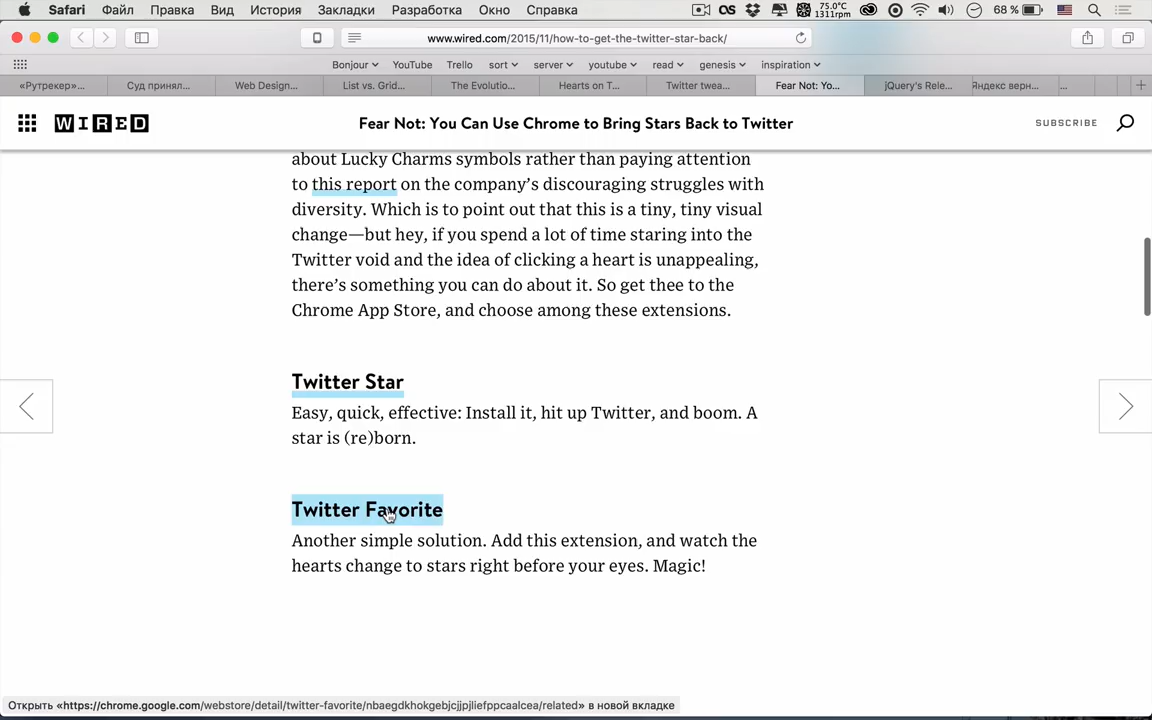 Safari Файл Правка Вид История Закладки Разработка Окно Справка 75.0°C 1311rpm 68 %
www.wired.com/2015/11/how-to-get-the-twitter-star-back/
Bonjour YouTube Trello sort server youtube read genesis inspiration
«Рутрекер»... Суд принял... Web Design... List vs. Grid... The Evolutio... Hearts on T... Twitter twea... Fear Not: Yo... jQuery's Rele... Яндекс верн... ...
WIRED Fear Not: You Can Use Chrome to Bring Stars Back to Twitter SUBSCRIBE
about Lucky Charms symbols rather than paying attention
to this report on the company's discouraging struggles with
diversity. Which is to point out that this is a tiny, tiny visual
change—but hey, if you spend a lot of time staring into the
Twitter void and the idea of clicking a heart is unappealing,
there's something you can do about it. So get thee to the
Chrome App Store, and choose among these extensions.
Twitter Star
Easy, quick, effective: Install it, hit up Twitter, and boom. A
star is (re)born.
Twitter Favorite
Another simple solution. Add this extension, and watch the
hearts change to stars right before your eyes. Magic!
Открыть «https://chrome.google.com/webstore/detail/twitter-favorite/nbaegdkhokgebjcjjpjliefppcaalcea/related» в новой вкладке